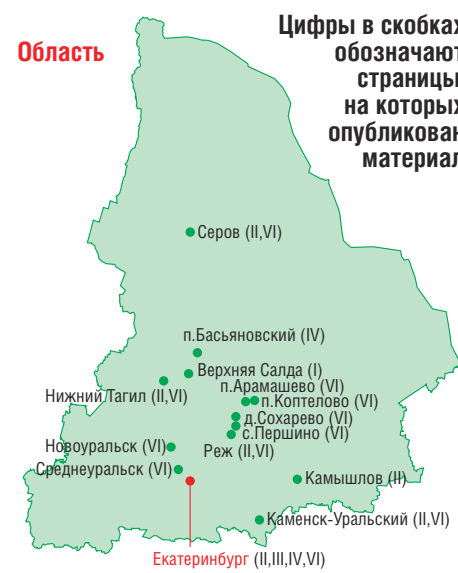 Область
Цифры в скобках
обозначают
страницы,
на которых
опубликован
материал
Серов (II,VI)
п.Басьяновский (IV)
Верхняя Салда (I)
п.Арамашево (VI)
Нижний Тагил (II,VI)
п.Коптелово (VI)
д.Сохарево (VI)
с.Першино (VI)
Новоуральск (VI)
Реж (II,VI)
Среднеуральск (VI)
Камышлов (II)
Каменск-Уральский (II,VI)
Екатеринбург (II,III,IV,VI)